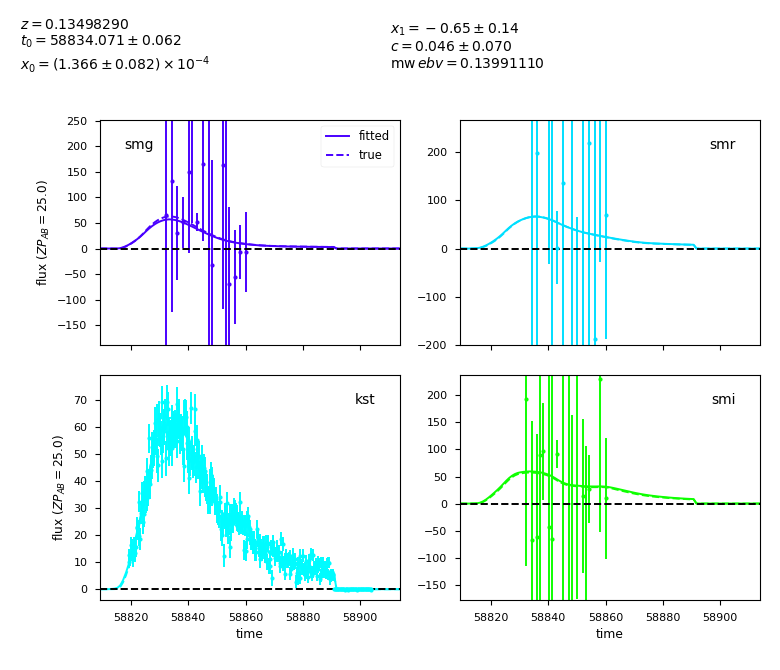 z = 0.13498290
t₀ = 58834.071 ± 0.062
x₀ = (1.366 ± 0.082) × 10⁻⁴
x₁ = −0.65 ± 0.14
c = 0.046 ± 0.070
mw ebv = 0.13991110
smg
fitted
true
250
200
150
100
50
0
−50
−100
−150
flux (ZP_AB = 25.0)
smr
200
100
0
−100
−200
kst
70
60
50
40
30
20
10
0
flux (ZP_AB = 25.0)
58820 58840 58860 58880 58900
time
smi
200
150
100
50
0
−50
−100
−150
58820 58840 58860 58880 58900
time